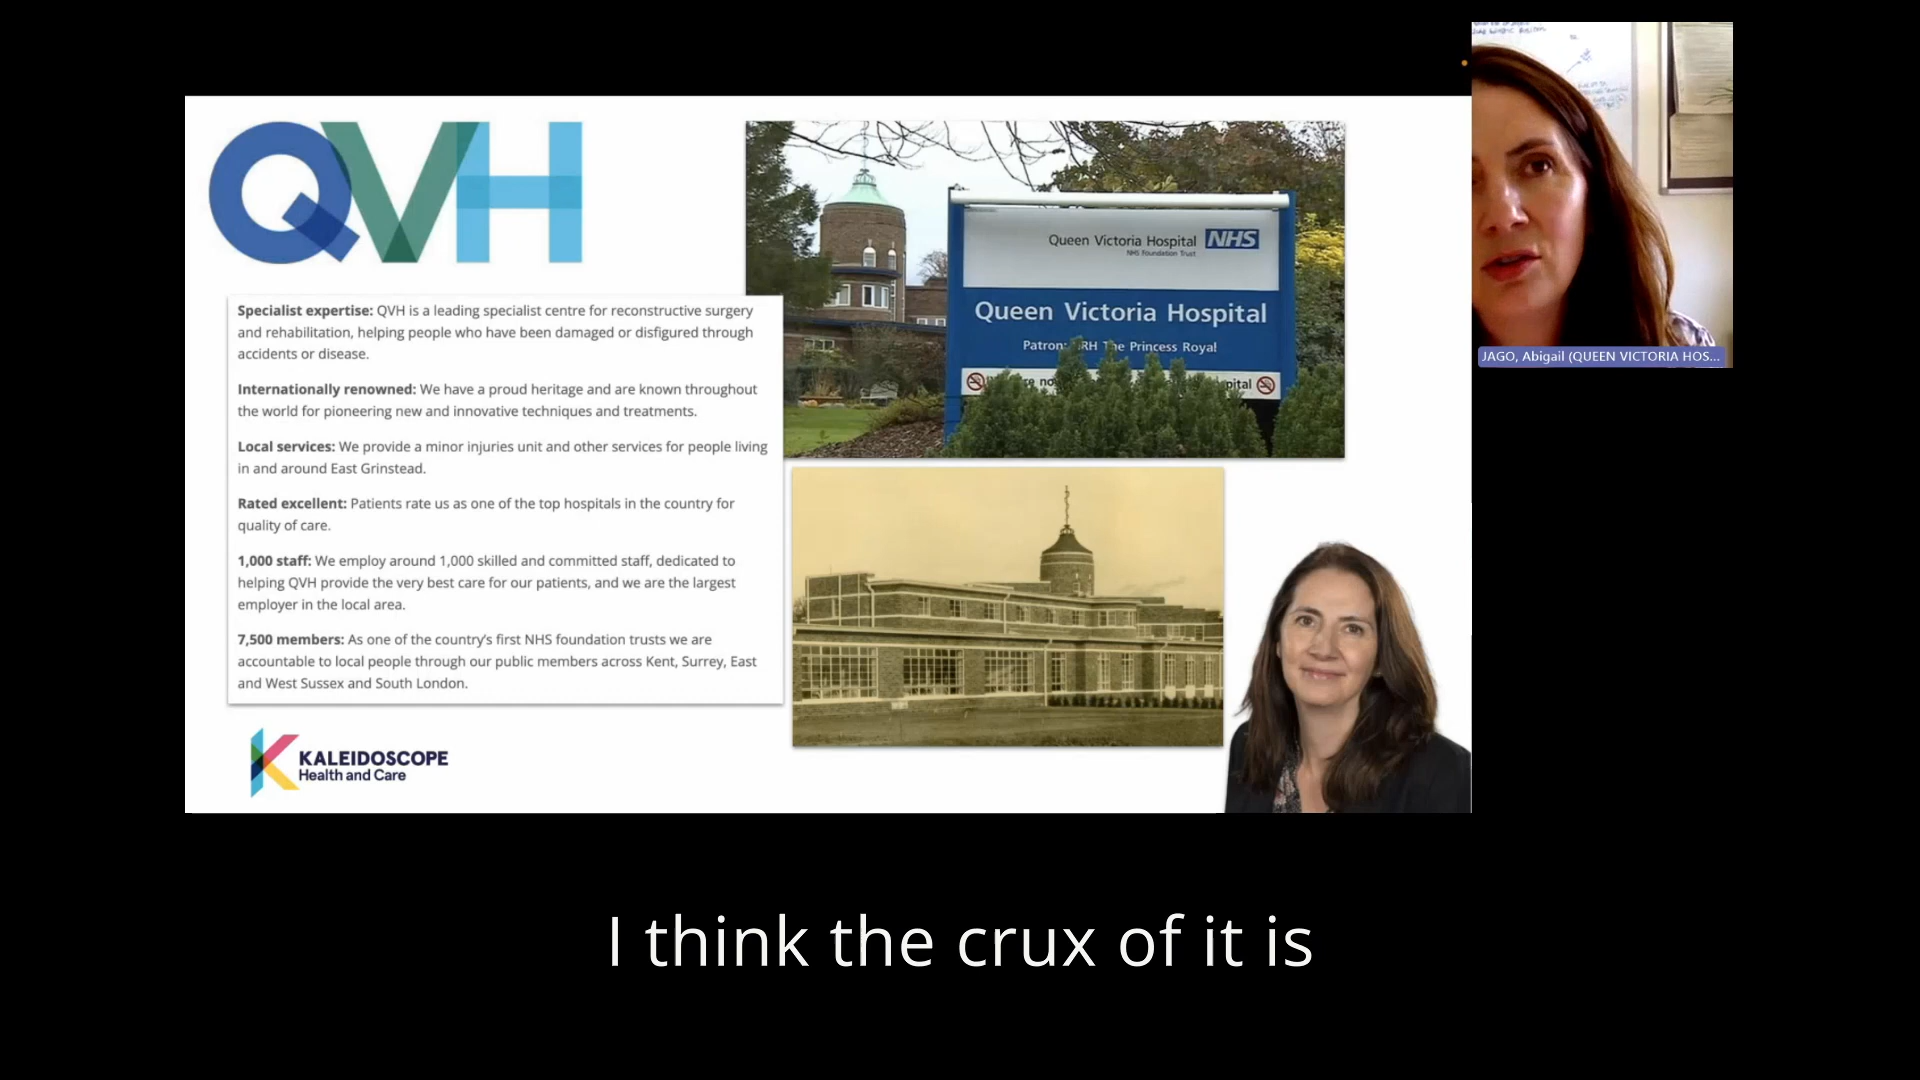 QVH
Queen Victoria Hospital NHS
NHS Foundation Trust
Queen Victoria Hospital
Patron: HRH The Princess Royal
JAGO, Abigail (QUEEN VICTORIA HOS...
Specialist expertise: QVH is a leading specialist centre for reconstructive surgery
and rehabilitation, helping people who have been damaged or disfigured through
accidents or disease.
Internationally renowned: We have a proud heritage and are known throughout
the world for pioneering new and innovative techniques and treatments.
Local services: We provide a minor injuries unit and other services for people living
in and around East Grinstead.
Rated excellent: Patients rate us as one of the top hospitals in the country for
quality of care.
1,000 staff: We employ around 1,000 skilled and committed staff, dedicated to
helping QVH provide the very best care for our patients, and we are the largest
employer in the local area.
7,500 members: As one of the country's first NHS foundation trusts we are
accountable to local people through our public members across Kent, Surrey, East
and West Sussex and South London.
KALEIDOSCOPE
Health and Care
I think the crux of it is